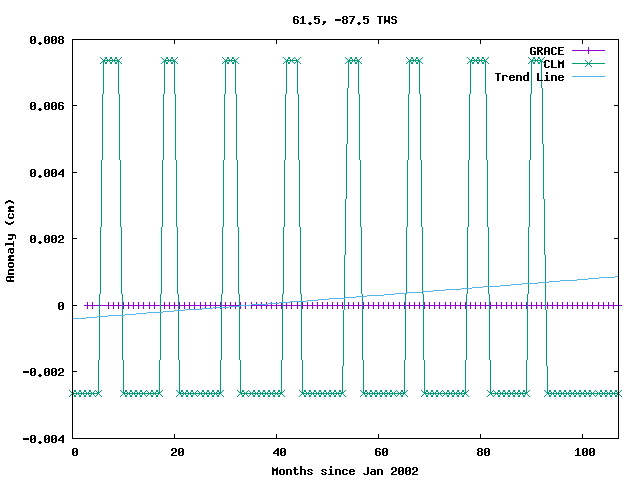 61.5, -87.5 TWS
GRACE
CLM
Trend Line
Anomaly (cm)
0.008
0.006
0.004
0.002
0
-0.002
-0.004
0 20 40 60 80 100
Months since Jan 2002